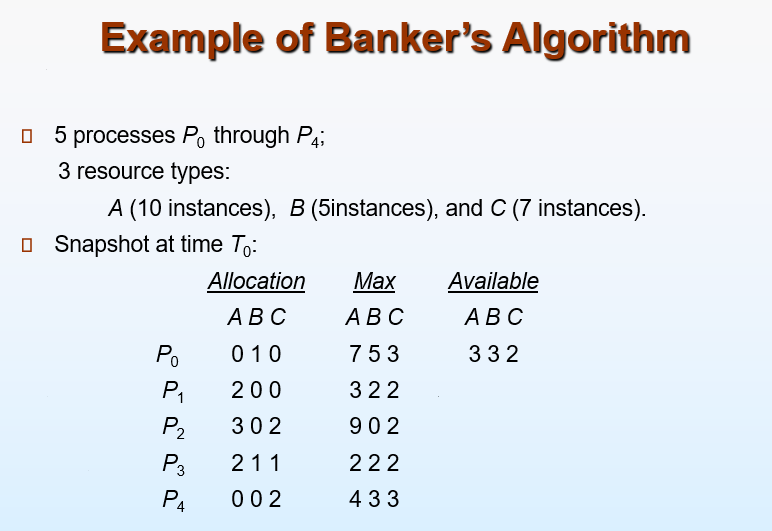 Example of Banker's Algorithm
5 processes P0 through P4;
3 resource types:
A (10 instances), B (5instances), and C (7 instances).
Snapshot at time T0:
Allocation Max Available
A B C A B C A B C
P0 0 1 0 7 5 3 3 3 2
P1 2 0 0 3 2 2
P2 3 0 2 9 0 2
P3 2 1 1 2 2 2
P4 0 0 2 4 3 3